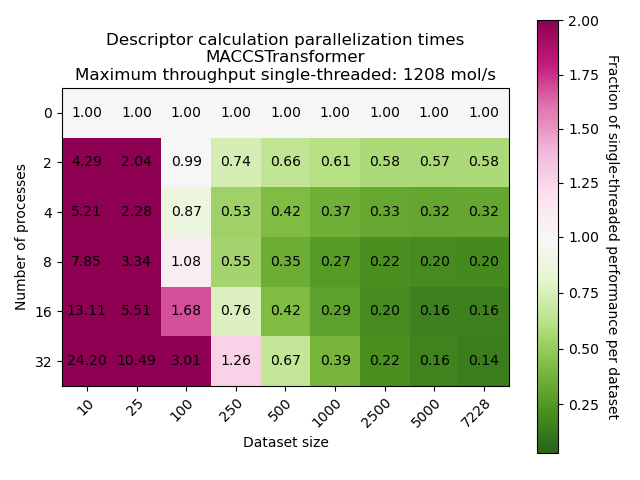 Descriptor calculation parallelization times
MACCSTransformer
Maximum throughput single-threaded: 1208 mol/s
0 1.00 1.00 1.00 1.00 1.00 1.00 1.00 1.00 1.00
2 4.29 2.04 0.99 0.74 0.66 0.61 0.58 0.57 0.58
4 5.21 2.28 0.87 0.53 0.42 0.37 0.33 0.32 0.32
8 7.85 3.34 1.08 0.55 0.35 0.27 0.22 0.20 0.20
16 13.11 5.51 1.68 0.76 0.42 0.29 0.20 0.16 0.16
32 24.20 10.49 3.01 1.26 0.67 0.39 0.22 0.16 0.14
10 25 100 250 500 1000 2500 5000 7228
Dataset size
Number of processes
2.00
1.75
1.50
1.25
1.00
0.75
0.50
0.25
Fraction of single-threaded performance per dataset